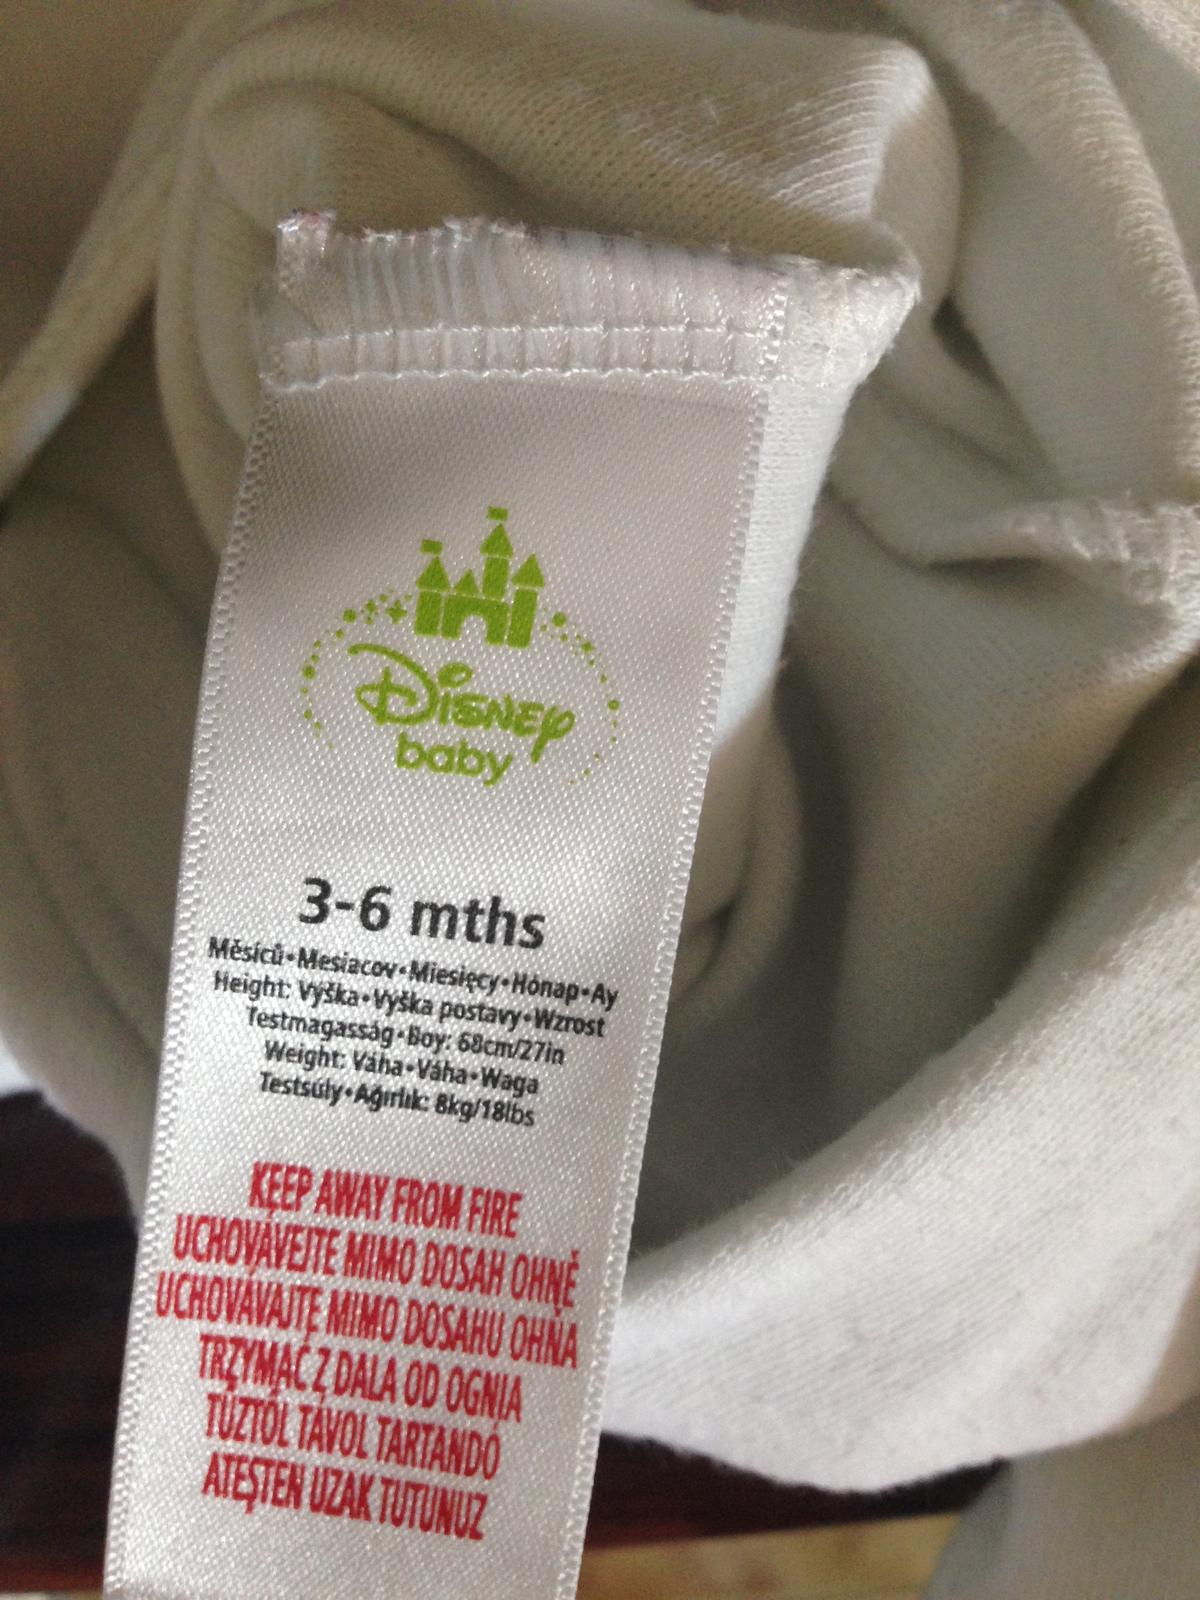 Disney
baby
3-6 mths
Měsíců•Mesiacov•Miesięcy•Hónap•Ay
Height: Výška•Výška postavy•Wzrost
Testmagasság•Boy: 68cm/27in
Weight: Váha•Váha•Waga
Testsúly•Ağırlık: 8kg/18lbs
KEEP AWAY FROM FIRE
UCHOVÁVEJTE MIMO DOSAH OHNĚ
UCHOVÁVAJTE MIMO DOSAHU OHŇA
TRZYMAĆ Z DALA OD OGNIA
TŰZTŐL TÁVOL TARTANDÓ
ATEŞTEN UZAK TUTUNUZ